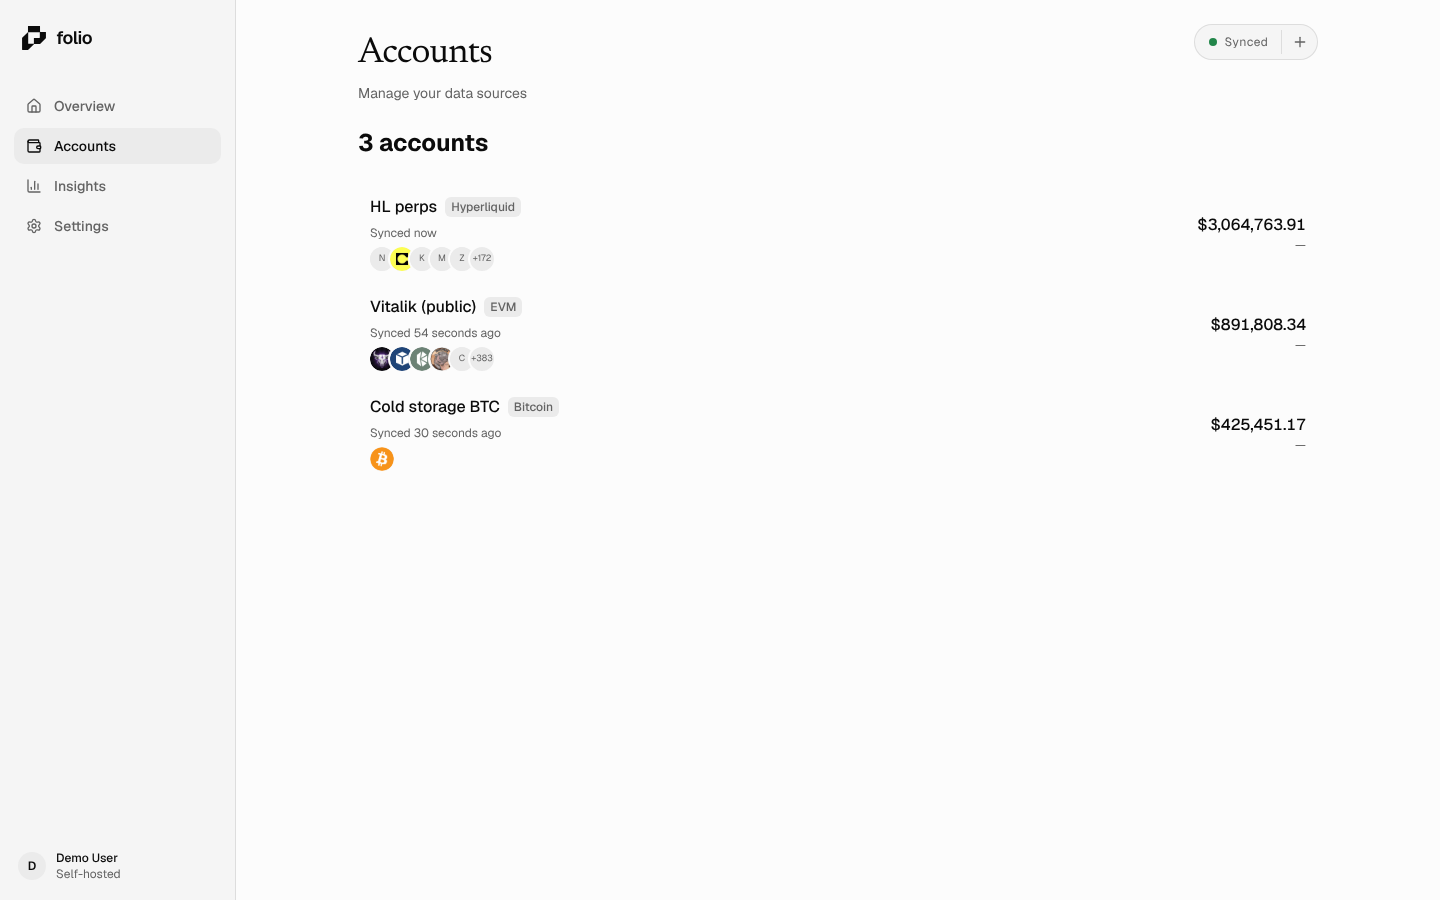 folio
Overview
Accounts
Insights
Settings
Demo User
Self-hosted
D
Accounts
Synced
Manage your data sources
3 accounts
HL perps Hyperliquid
Synced now
N K M Z +172
$3,064,763.91
—
Vitalik (public) EVM
Synced 54 seconds ago
C +383
$891,808.34
—
Cold storage BTC Bitcoin
Synced 30 seconds ago
$425,451.17
—